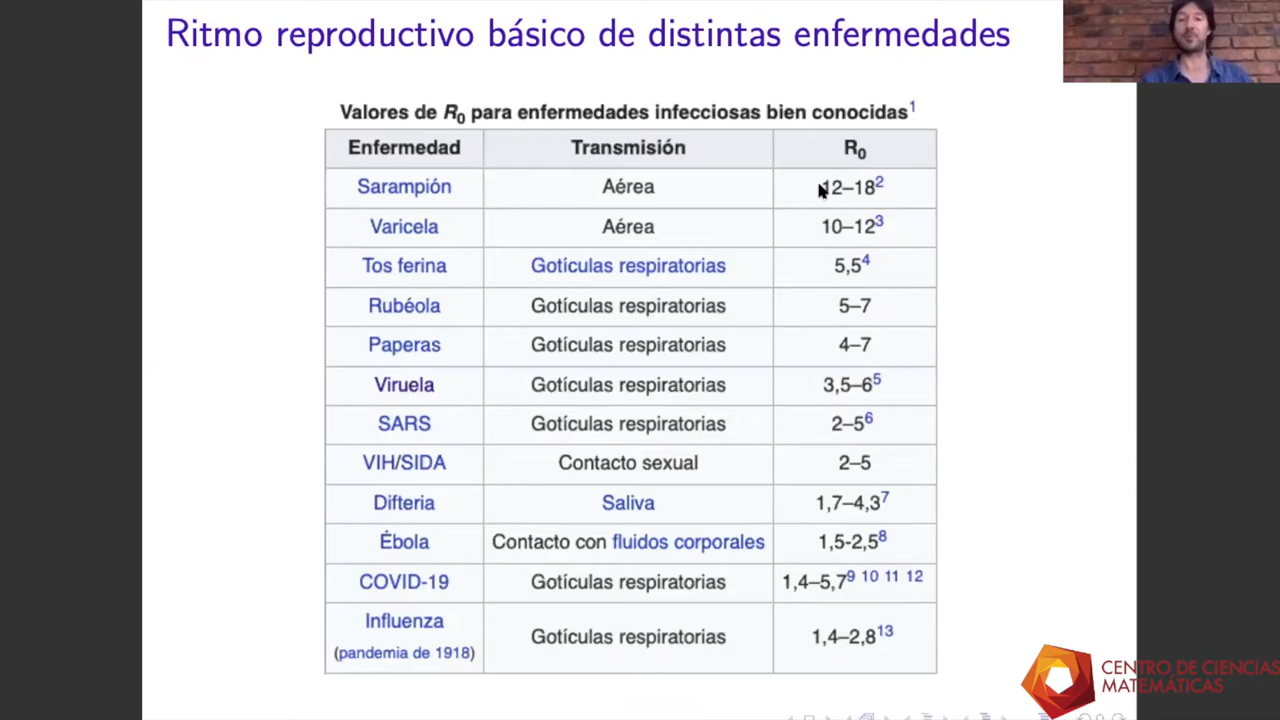 Ritmo reproductivo básico de distintas enfermedades
Valores de R0 para enfermedades infecciosas bien conocidas1
Enfermedad Transmisión R0
Sarampión Aérea 12–182
Varicela Aérea 10–123
Tos ferina Gotículas respiratorias 5,54
Rubéola Gotículas respiratorias 5–7
Paperas Gotículas respiratorias 4–7
Viruela Gotículas respiratorias 3,5–65
SARS Gotículas respiratorias 2–56
VIH/SIDA Contacto sexual 2–5
Difteria Saliva 1,7–4,37
Ébola Contacto con fluidos corporales 1,5-2,58
COVID-19 Gotículas respiratorias 1,4–5,79 10 11 12
Influenza
(pandemia de 1918) Gotículas respiratorias 1,4–2,813
CENTRO DE CIENCIAS
MATEMÁTICAS